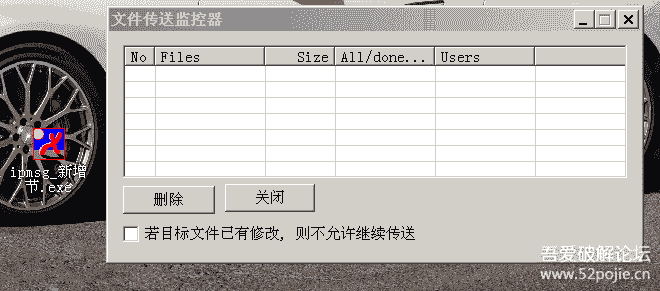 文件传送监控器
No Files Size All/done... Users
ipmsg_新增
节.exe
删除 关闭
若目标文件已有修改, 则不允许继续传送
吾爱破解论坛
www.52pojie.cn